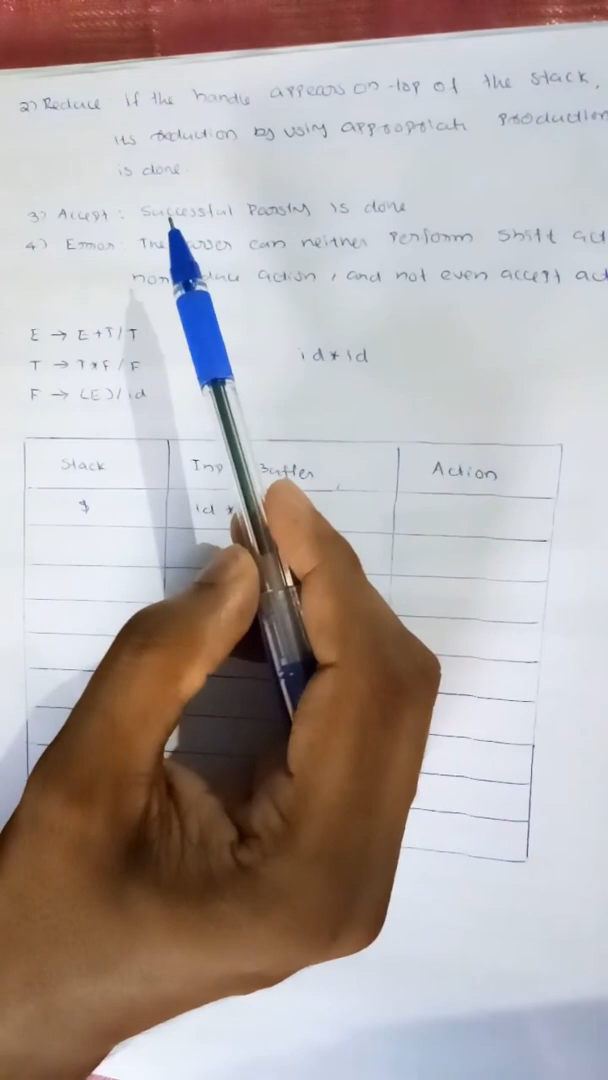 2) Reduce if the handle appears on top of the stack,
its reduction by using appropriate production
is done.
3) Accept: Successful Parsing is done
4) Error: The can neither perform shift
action, and not even accept
E → E+T/T
T → T*F/F
id*id
F → (E)/id
Stack
Action
$
id *